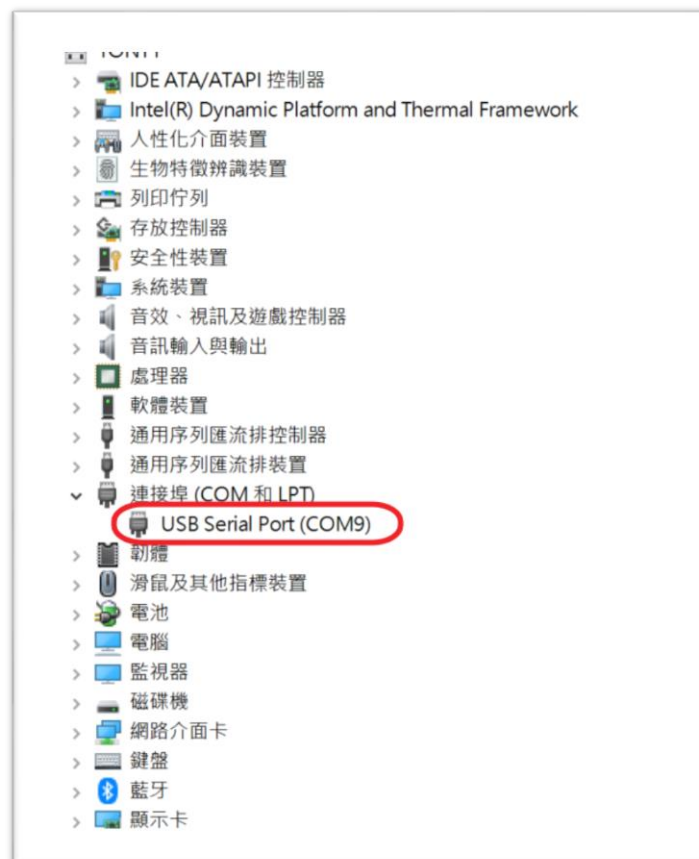 IDE ATA/ATAPI 控制器
Intel(R) Dynamic Platform and Thermal Framework
人性化介面裝置
生物特徵辨識裝置
列印佇列
存放控制器
安全性裝置
系統裝置
音效、視訊及遊戲控制器
音訊輸入與輸出
處理器
軟體裝置
通用序列匯流排控制器
通用序列匯流排裝置
連接埠 (COM 和 LPT)
USB Serial Port (COM9)
韌體
滑鼠及其他指標裝置
電池
電腦
監視器
磁碟機
網路介面卡
鍵盤
藍牙
顯示卡